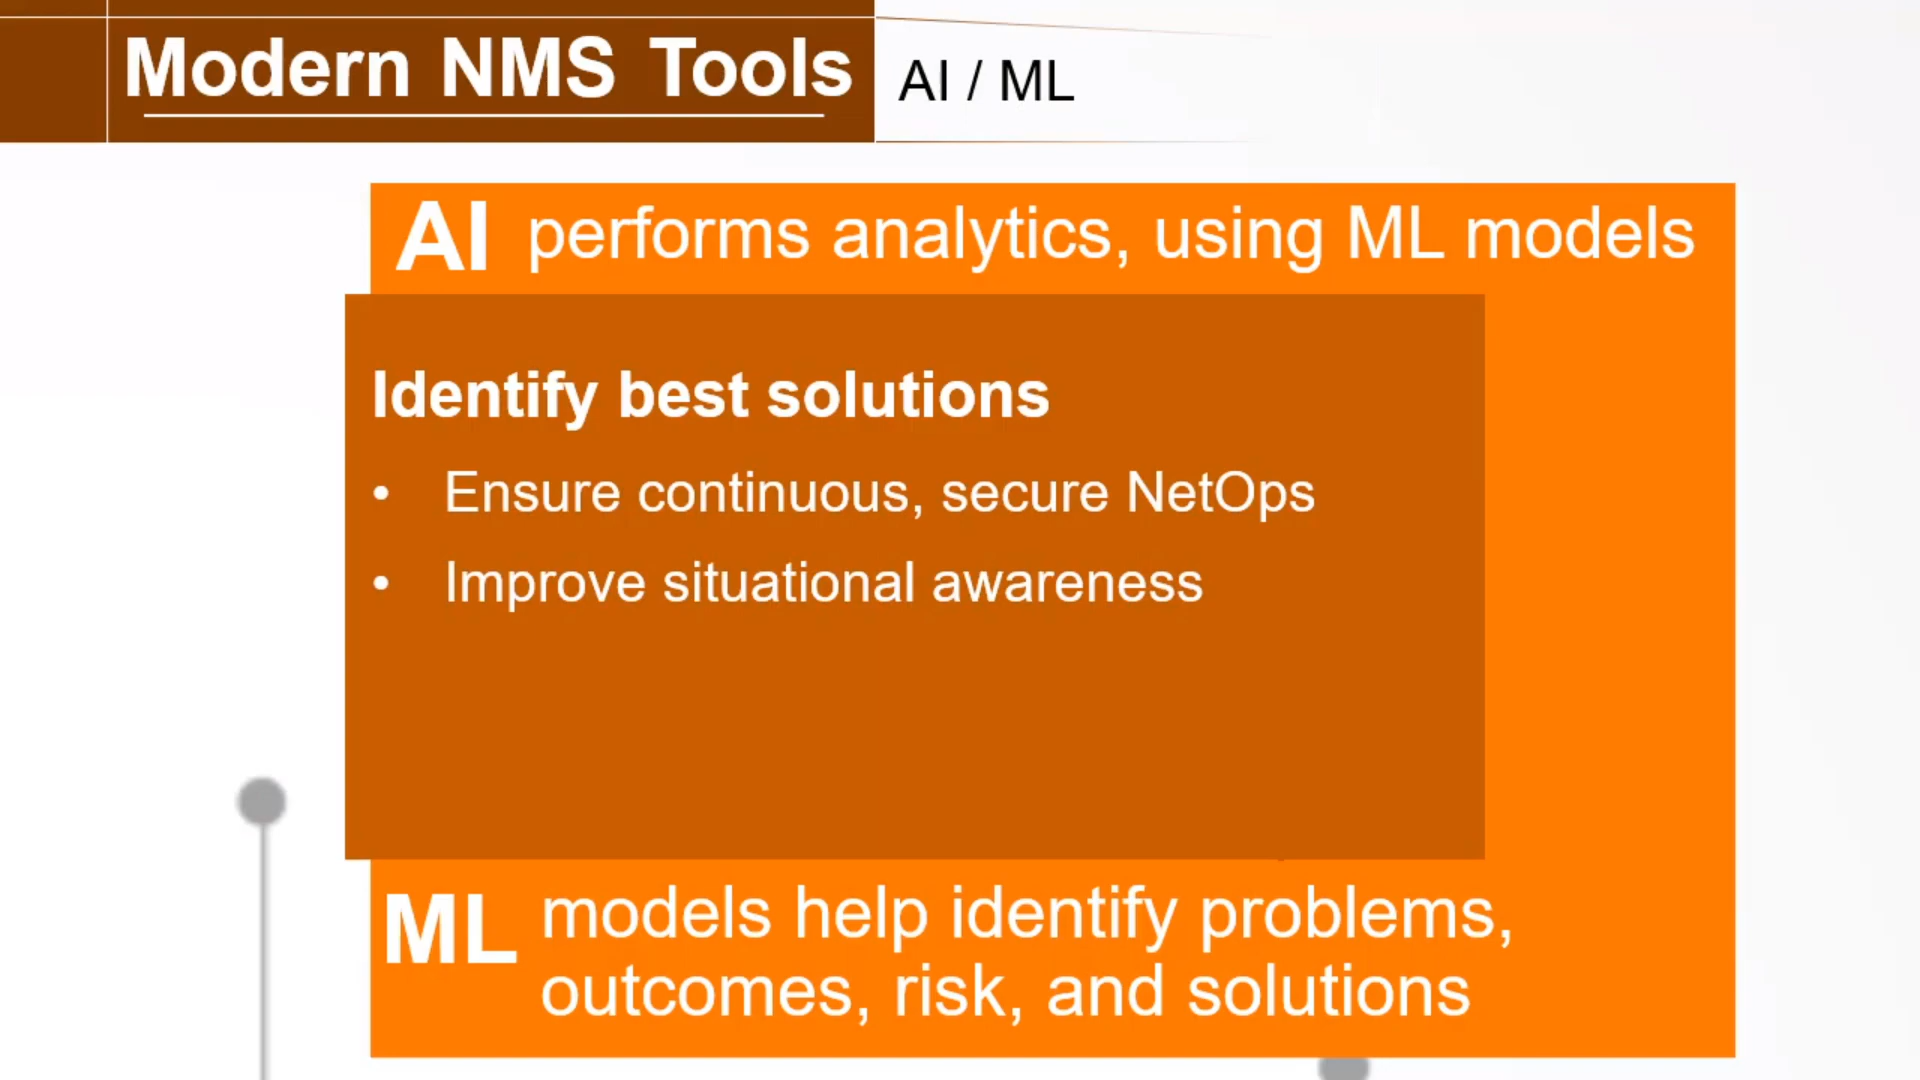 Modern NMS Tools
AI / ML
AI performs analytics, using ML models
Identify best solutions
• Ensure continuous, secure NetOps
• Improve situational awareness
ML models help identify problems,
outcomes, risk, and solutions